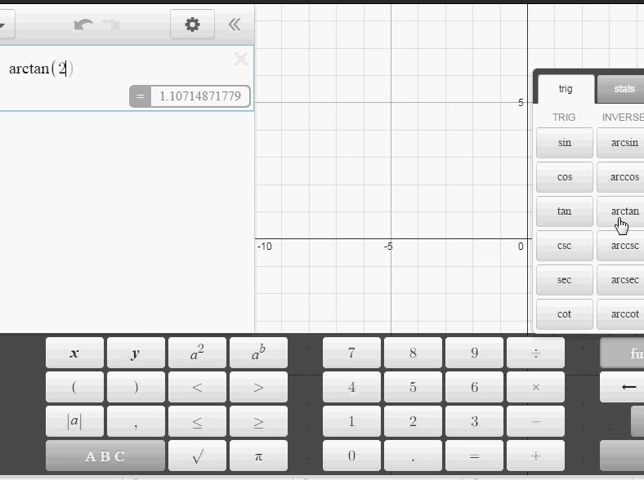 arctan(2)
= 1.10714871779
5
-10 -5 0
trig stats
TRIG INVERSE
sin arcsin
cos arccos
tan arctan
csc arccsc
sec arcsec
cot arccot
x y a² aᵇ 7 8 9 ÷ fu
( ) < > 4 5 6 × ←
|a| , ≤ ≥ 1 2 3 −
A B C √ π 0 . = +